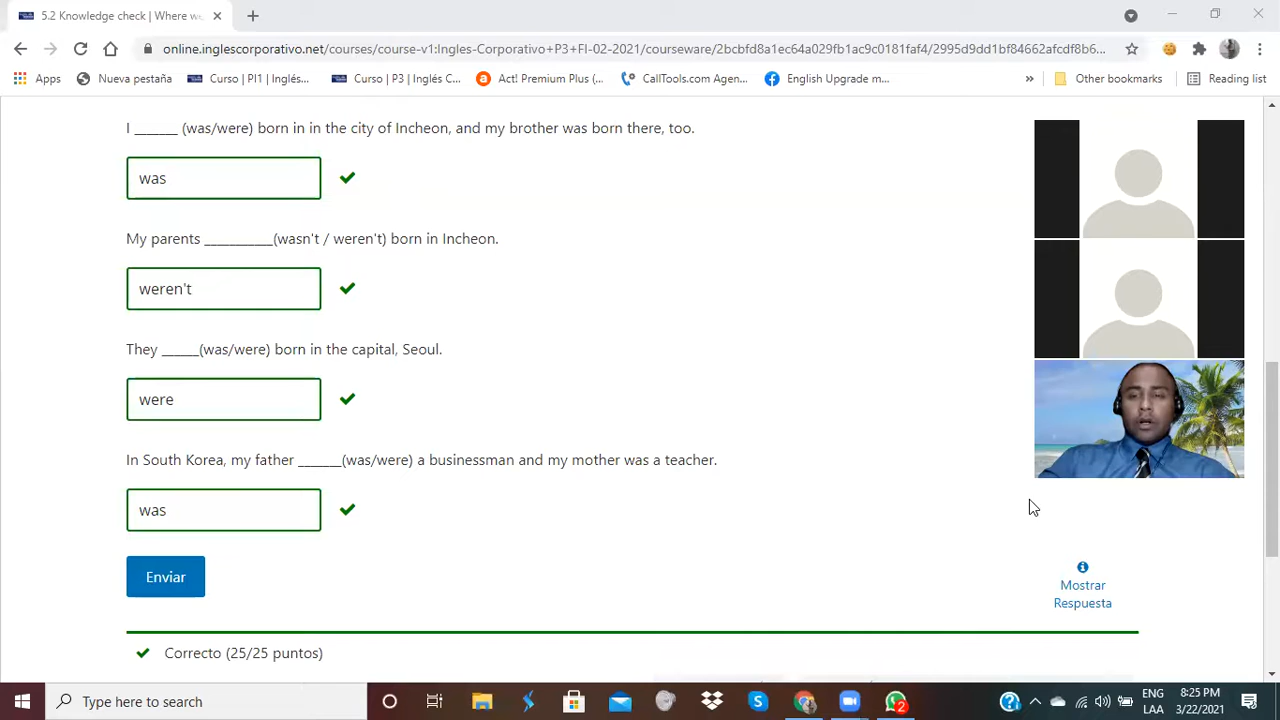 5.2 Knowledge check | Where we
online.inglescorporativo.net/courses/course-v1:Ingles-Corporativo+P3+FI-02-2021/courseware/2bcbfd8a1ec64a029fb1ac9c0181faf4/2995d9dd1bf84662afcdf8b6...
Apps Nueva pestaña Curso | PI1 | Inglés... Curso | P3 | Inglés C... Act! Premium Plus (... CallTools.com Agen... English Upgrade m... » Other bookmarks Reading list
I _______ (was/were) born in in the city of Incheon, and my brother was born there, too.
was
My parents ____________(wasn't / weren't) born in Incheon.
weren't
They ______(was/were) born in the capital, Seoul.
were
In South Korea, my father _______(was/were) a businessman and my mother was a teacher.
was
Enviar
Mostrar
Respuesta
Correcto (25/25 puntos)
Type here to search
2
ENG
LAA
8:25 PM
3/22/2021